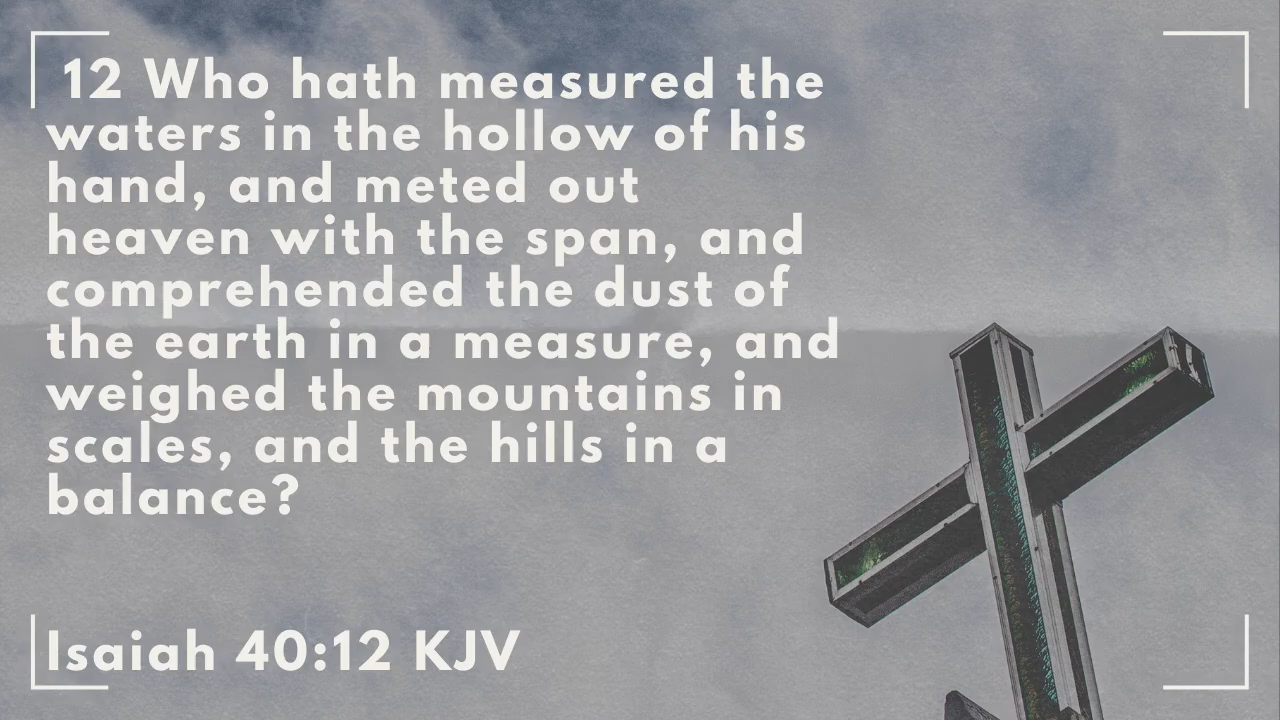 12 Who hath measured the
waters in the hollow of his
hand, and meted out
heaven with the span, and
comprehended the dust of
the earth in a measure, and
weighed the mountains in
scales, and the hills in a
balance?
Isaiah 40:12 KJV